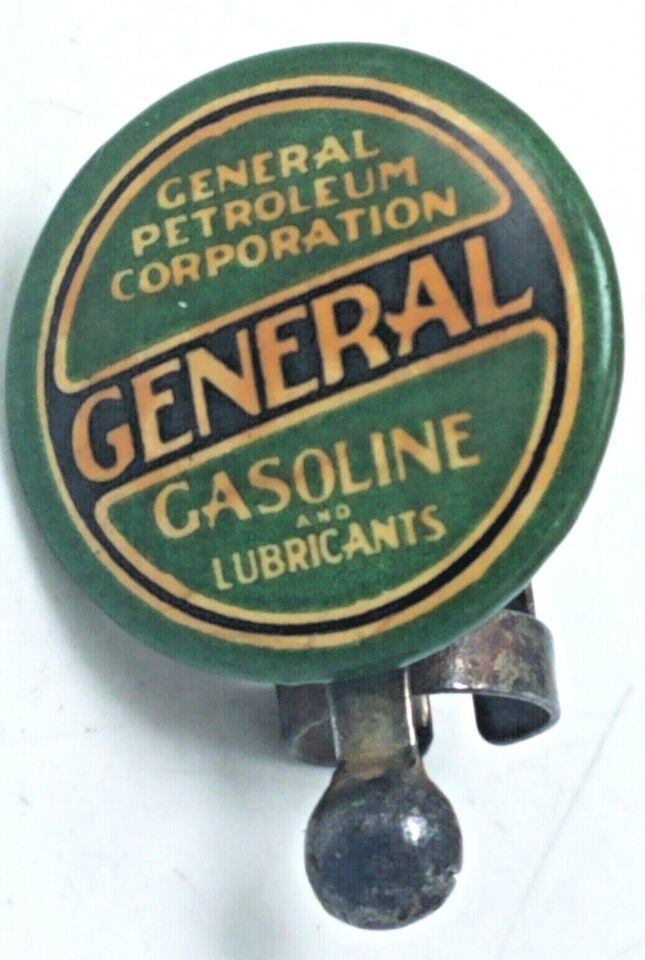 GENERAL
PETROLEUM
CORPORATION
GENERAL
GASOLINE
AND
LUBRICANTS